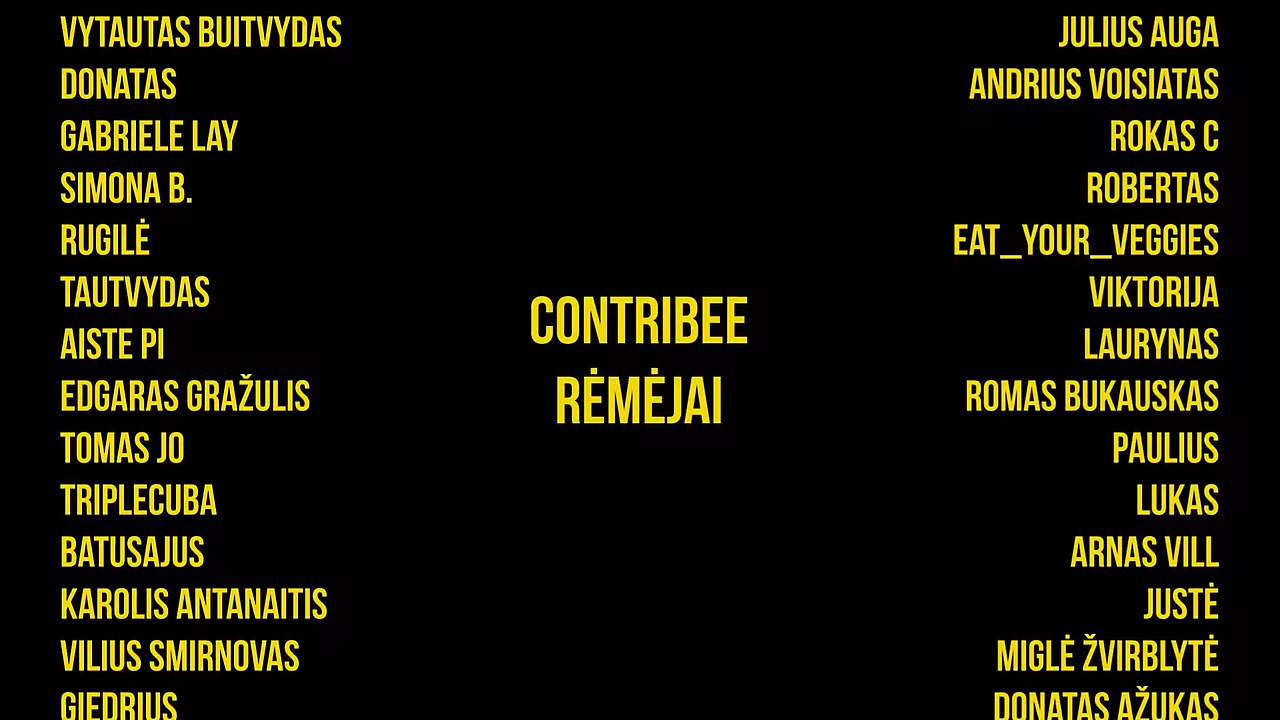 VYTAUTAS BUITVYDAS
DONATAS
GABRIELE LAY
SIMONA B.
RUGILĖ
TAUTVYDAS
AISTE PI
EDGARAS GRAŽULIS
TOMAS JO
TRIPLECUBA
BATUSAJUS
KAROLIS ANTANAITIS
VILIUS SMIRNOVAS
GIEDRIUS
CONTRIBEE
RĖMĖJAI
JULIUS AUGA
ANDRIUS VOISIATAS
ROKAS C
ROBERTAS
EAT_YOUR_VEGGIES
VIKTORIJA
LAURYNAS
ROMAS BUKAUSKAS
PAULIUS
LUKAS
ARNAS VILL
JUSTĖ
MIGLĖ ŽVIRBLYTĖ
DONATAS AŽUKAS